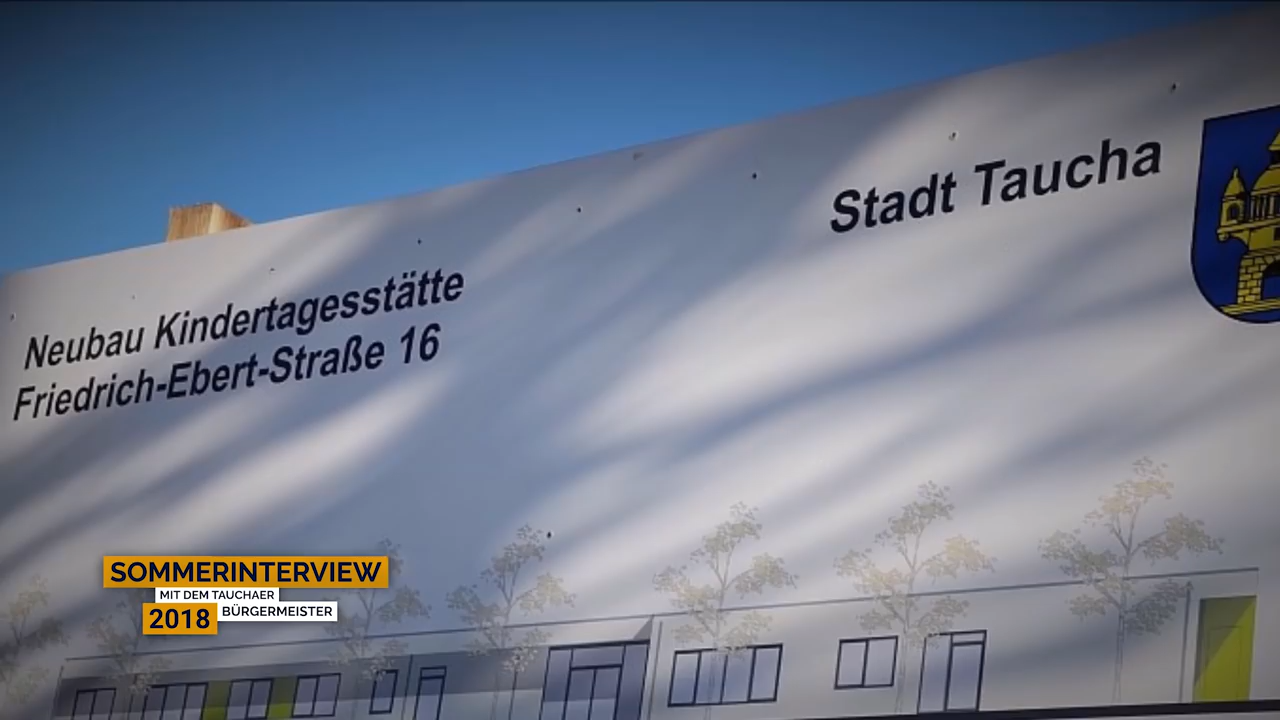 Stadt Taucha
Neubau Kindertagesstätte
Friedrich-Ebert-Straße 16
SOMMERINTERVIEW
MIT DEM TAUCHAER
2018 BÜRGERMEISTER